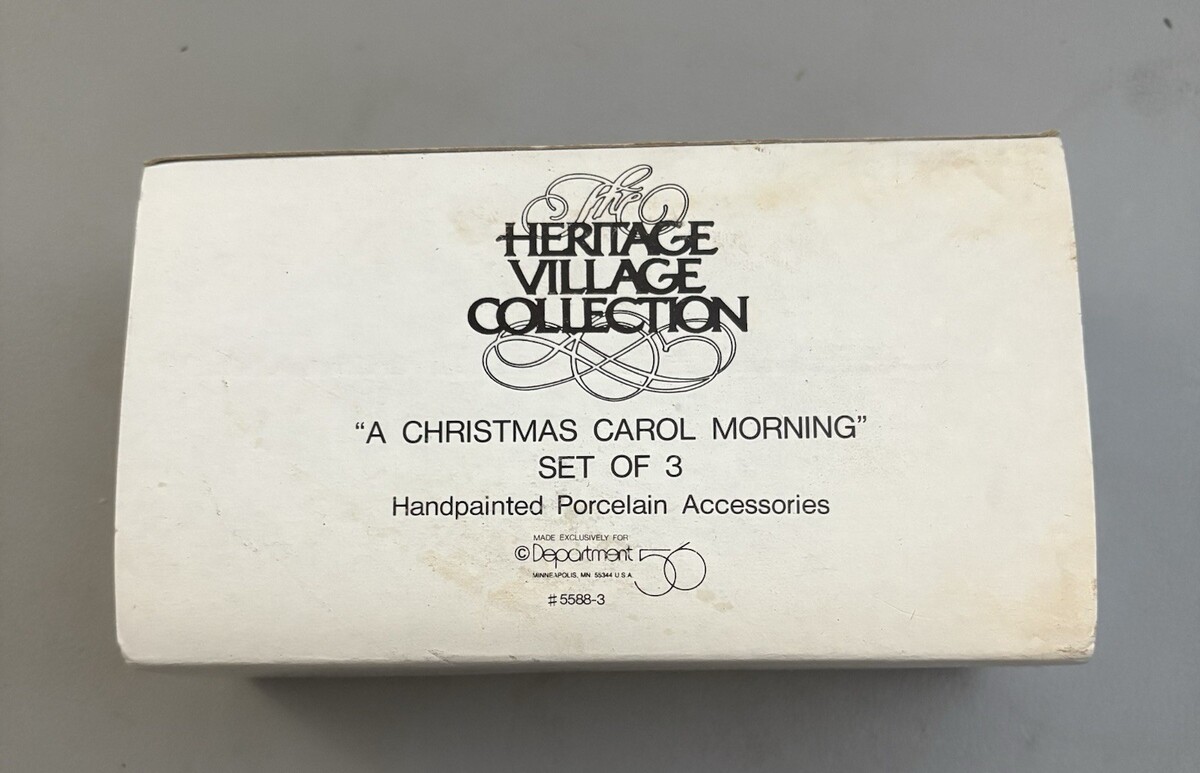 The
HERITAGE
VILLAGE
COLLECTION
“A CHRISTMAS CAROL MORNING”
SET OF 3
Handpainted Porcelain Accessories
MADE EXCLUSIVELY FOR
© Department 56
MINNEAPOLIS, MN 55344 U.S.A.
#5588-3